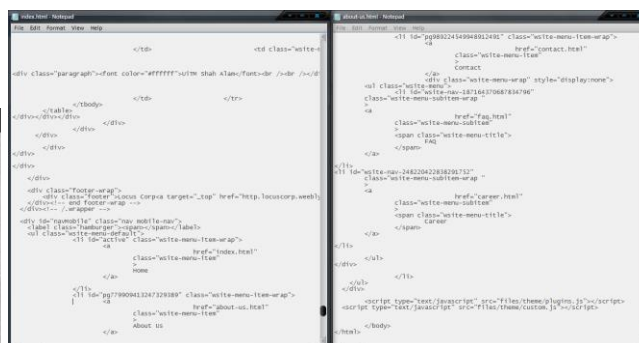 index.html - Notepad
File Edit Format View Help
</td> <td class="wsite-
<div class="paragraph"><font color="#ffffff">UiTM Shah Alam</font><br /><br /></d
</td> </tr>
</tbody>
</table>
</div></div></div>
</div>
</div>
</div>
</div>
</div>
</div>
<div class="footer-wrap">
<div class="footer">Locus Corp<a target="_top" href="http.locuscorp.weebly
</div><!-- end footer-wrap -->
</div><!-- /.wrapper -->
<div id="navmobile" class="nav mobile-nav">
<label class="hamburger"><span></span></label>
<ul class="wsite-menu-default">
<li id="active" class="wsite-menu-item-wrap">
<a
href="index.html"
class="wsite-menu-item"
>
Home
</a>
</li>
<li id="pg779909413247329389" class="wsite-menu-item-wrap">
<a
href="about-us.html"
class="wsite-menu-item"
>
About Us
</a>
about-us.html - Notepad
File Edit Format View Help
<li id="pg989224549948912491" class="wsite-menu-item-wrap">
<a
href="contact.html"
class="wsite-menu-item"
>
Contact
</a>
<div class="wsite-menu-wrap" style="display:none">
<ul class="wsite-menu">
<li id="wsite-nav-187164370687834796"
class="wsite-menu-subitem-wrap "
>
<a
href="faq.html"
class="wsite-menu-subitem"
>
<span class="wsite-menu-title">
FAQ
</span>
</a>
</li>
<li id="wsite-nav-248220422838291752"
class="wsite-menu-subitem-wrap "
>
<a
href="career.html"
class="wsite-menu-subitem"
>
<span class="wsite-menu-title">
Career
</span>
</a>
</li>
</ul>
</div>
</li>
</ul>
</div>
<script type="text/javascript" src="files/theme/plugins.js"></script>
<script type="text/javascript" src="files/theme/custom.js"></script>
</body>
</html>